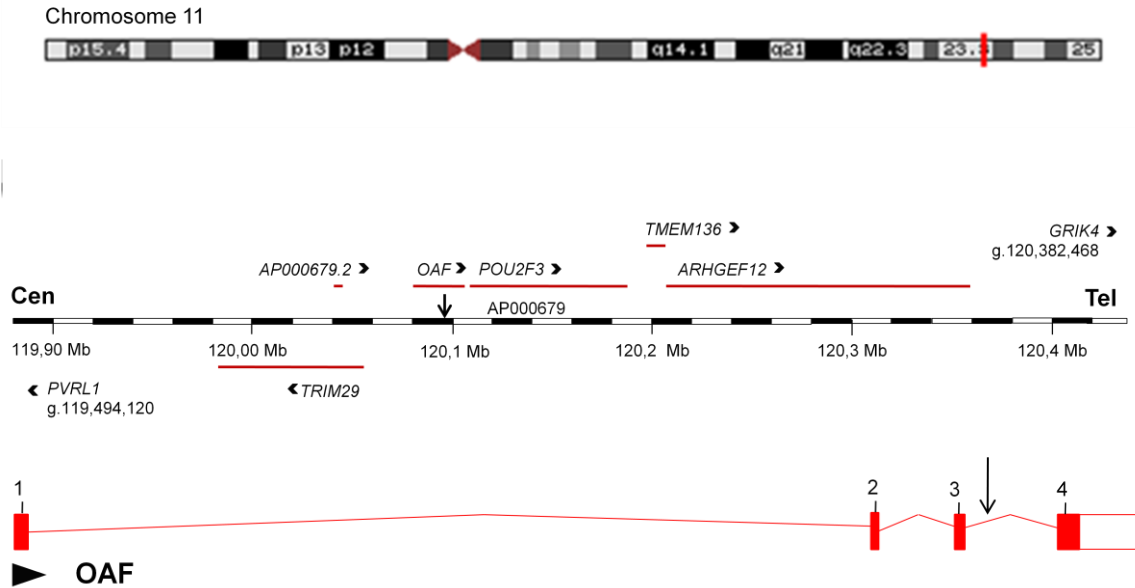 Chromosome 11
p15.4 p13 p12 q14.1 q21 q22.3 23.3 25
TMEM136
GRIK4
g.120,382,468
AP000679.2 OAF POU2F3 ARHGEF12
Cen Tel
AP000679
119,90 Mb 120,00 Mb 120,1 Mb 120,2 Mb 120,3 Mb 120,4 Mb
PVRL1 TRIM29
g.119,494,120
1 2 3 4
OAF